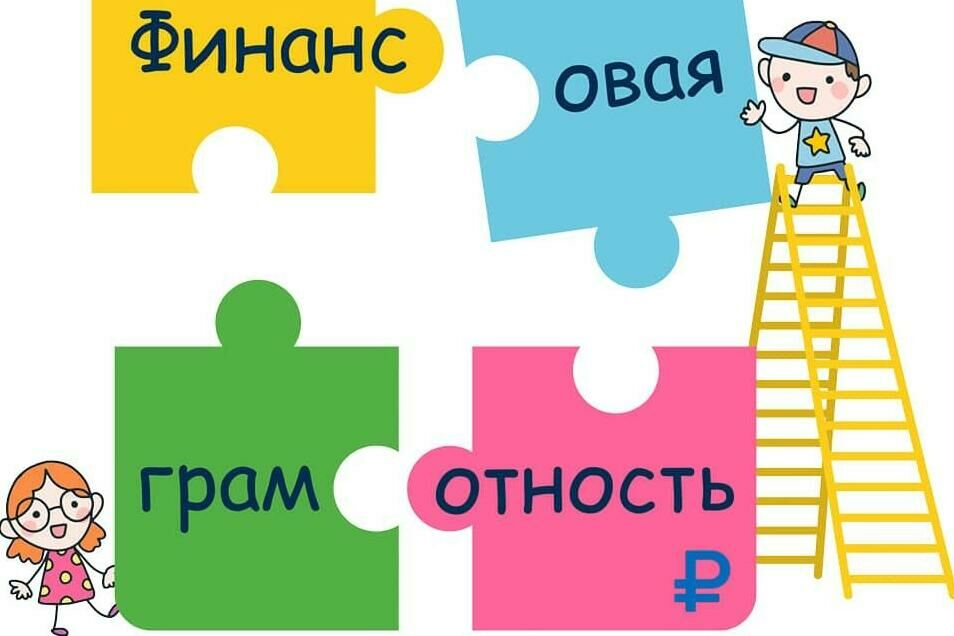 Финанс
овая
грам
отность
₽